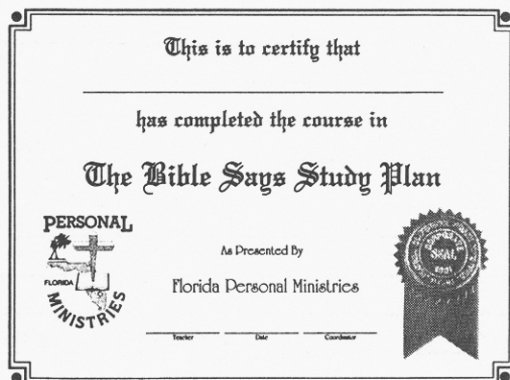 This is to certify that
has completed the course in
The Bible Says Study Plan
PERSONAL
FLORIDA
MINISTRIES
As Presented By
Florida Personal Ministries
Teacher Date Coordinator
SEAL